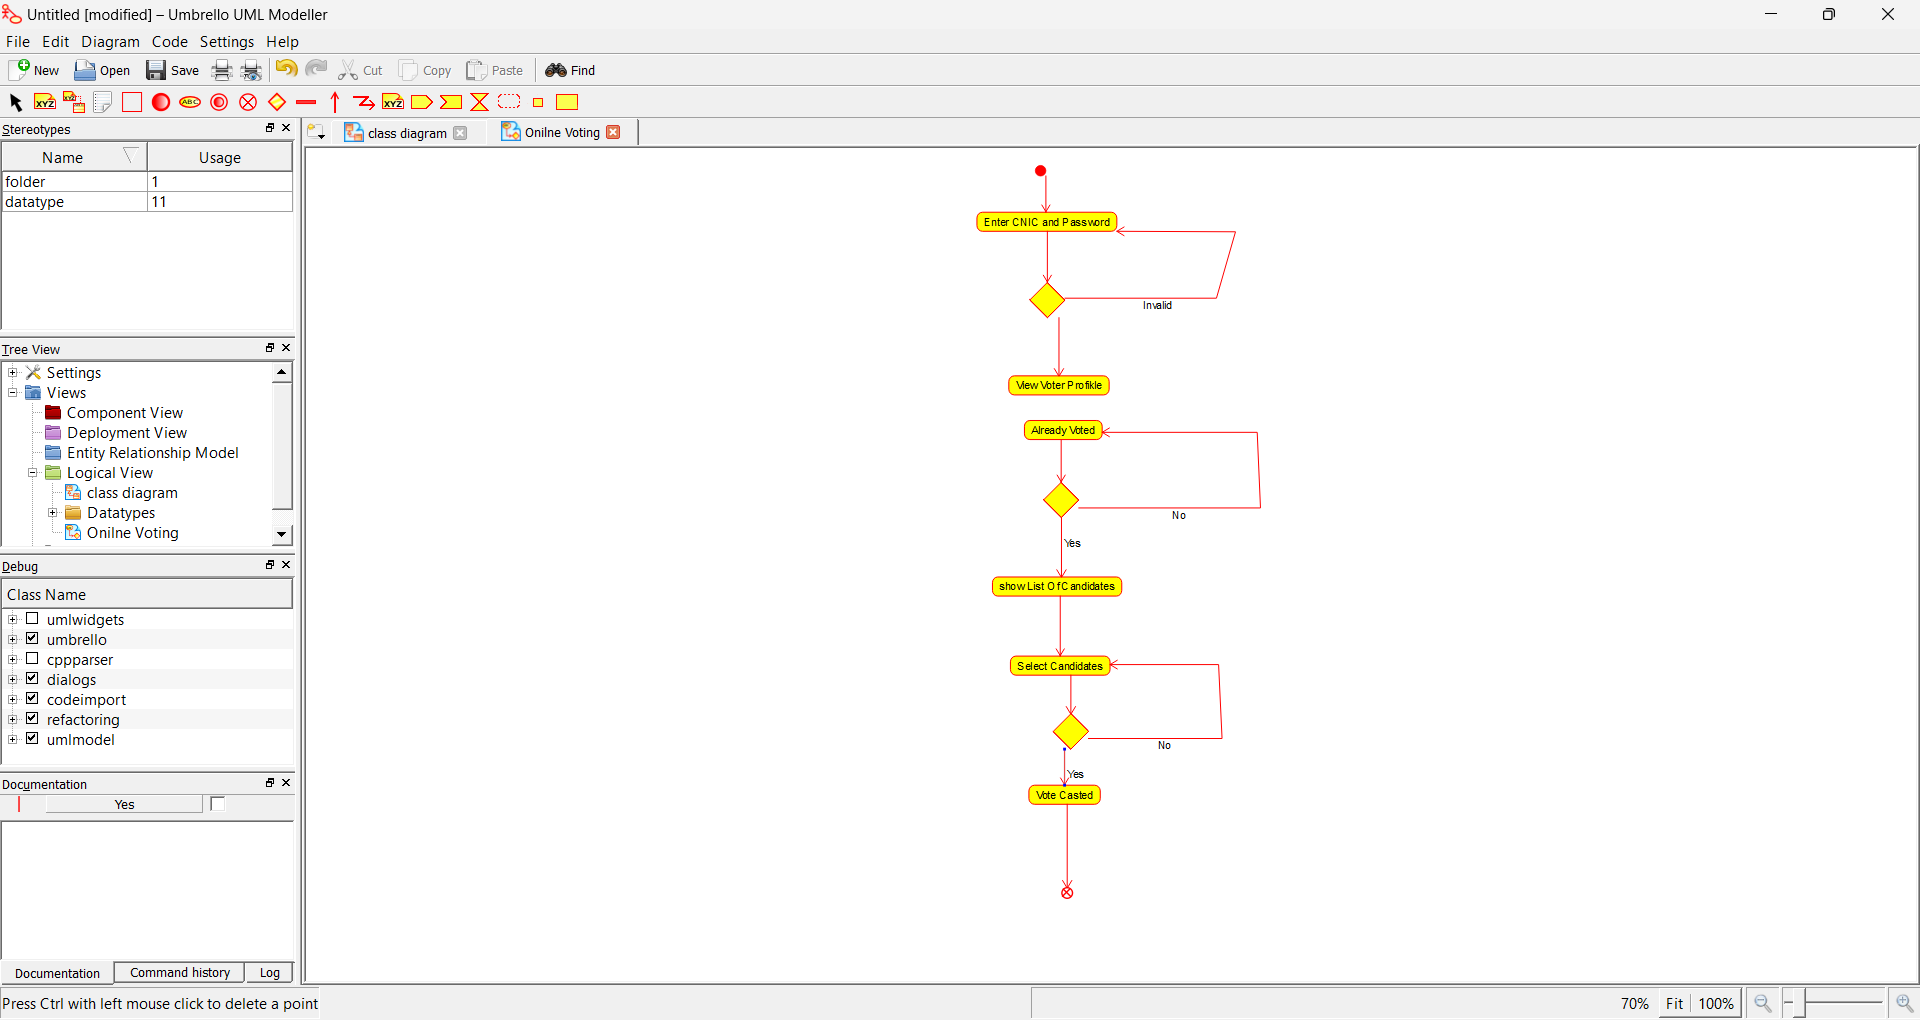 Untitled [modified] – Umbrello UML Modeller
File Edit Diagram Code Settings Help
New Open Save Cut Copy Paste Find
XYZ XYZ ABC XYZ
Stereotypes
class diagram Onilne Voting
Name Usage
folder 1
datatype 11
Enter CNIC and Password
Invalid
Tree View
Settings
Views
Component View
Deployment View
Entity Relationship Model
Logical View
class diagram
Datatypes
Onilne Voting
View Voter Profikle
Already Voted
No
Yes
show List Of Candidates
Select Candidates
No
Yes
Vote Casted
Debug
Class Name
umlwidgets
umbrello
cppparser
dialogs
codeimport
refactoring
umlmodel
Documentation
Yes
Documentation Command history Log
Press Ctrl with left mouse click to delete a point
70% Fit 100%